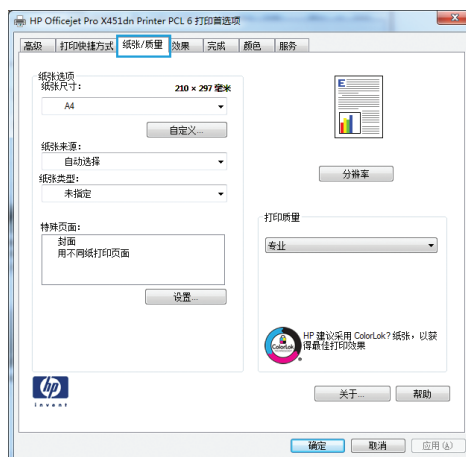 HP Officejet Pro X451dn Printer PCL 6 打印首选项
高级 打印快捷方式 纸张/质量 效果 完成 颜色 服务
纸张选项
纸张尺寸:
210 × 297 毫米
A4
自定义...
纸张来源:
自动选择
纸张类型:
未指定
特殊页面:
封面
用不同纸打印页面
设置...
E
分辨率
打印质量
专业
ColorLok
HP 建议采用 ColorLok? 纸张，以获
得最佳打印效果
hp
invent
关于... 帮助
确定 取消 应用(A)